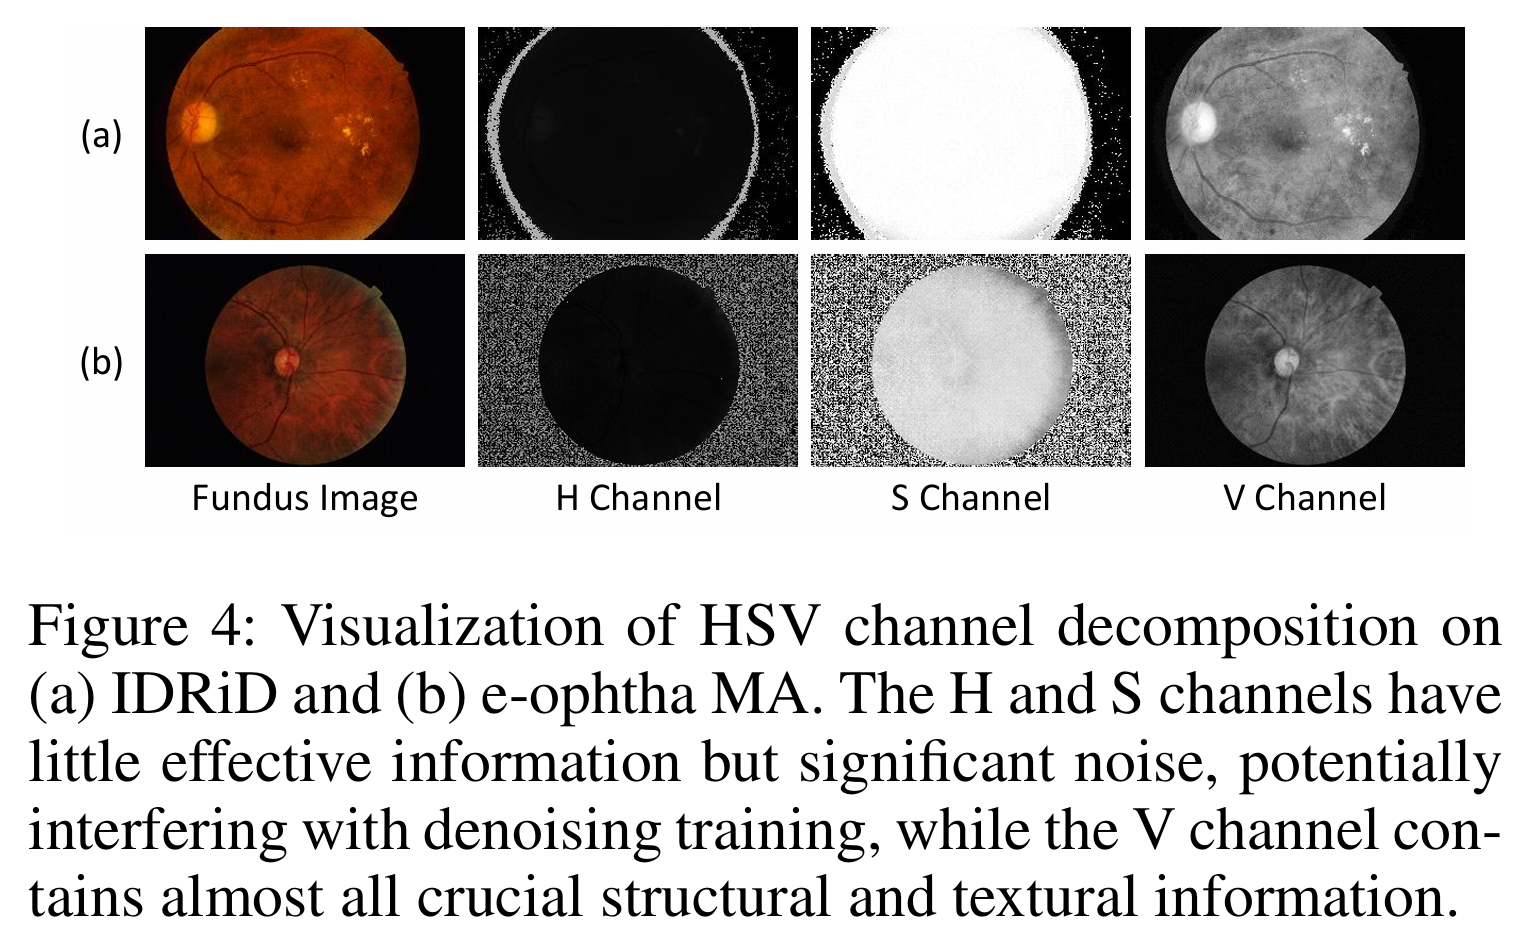 (a)
(b)
Fundus Image H Channel S Channel V Channel
Figure 4: Visualization of HSV channel decomposition on
(a) IDRiD and (b) e-ophtha MA. The H and S channels have
little effective information but significant noise, potentially
interfering with denoising training, while the V channel con-
tains almost all crucial structural and textural information.